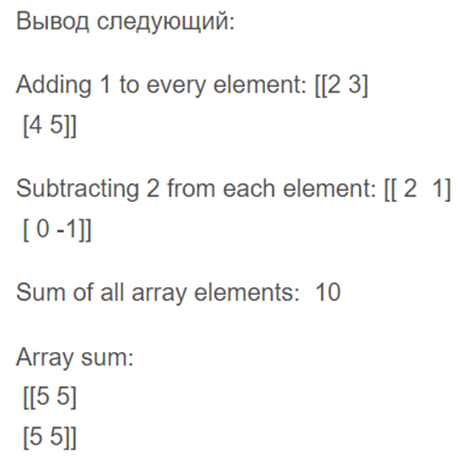 Вывод следующий:
Adding 1 to every element: [[2 3]
[4 5]]
Subtracting 2 from each element: [[ 2  1]
[ 0 -1]]
Sum of all array elements:  10
Array sum:
[[5 5]
[5 5]]